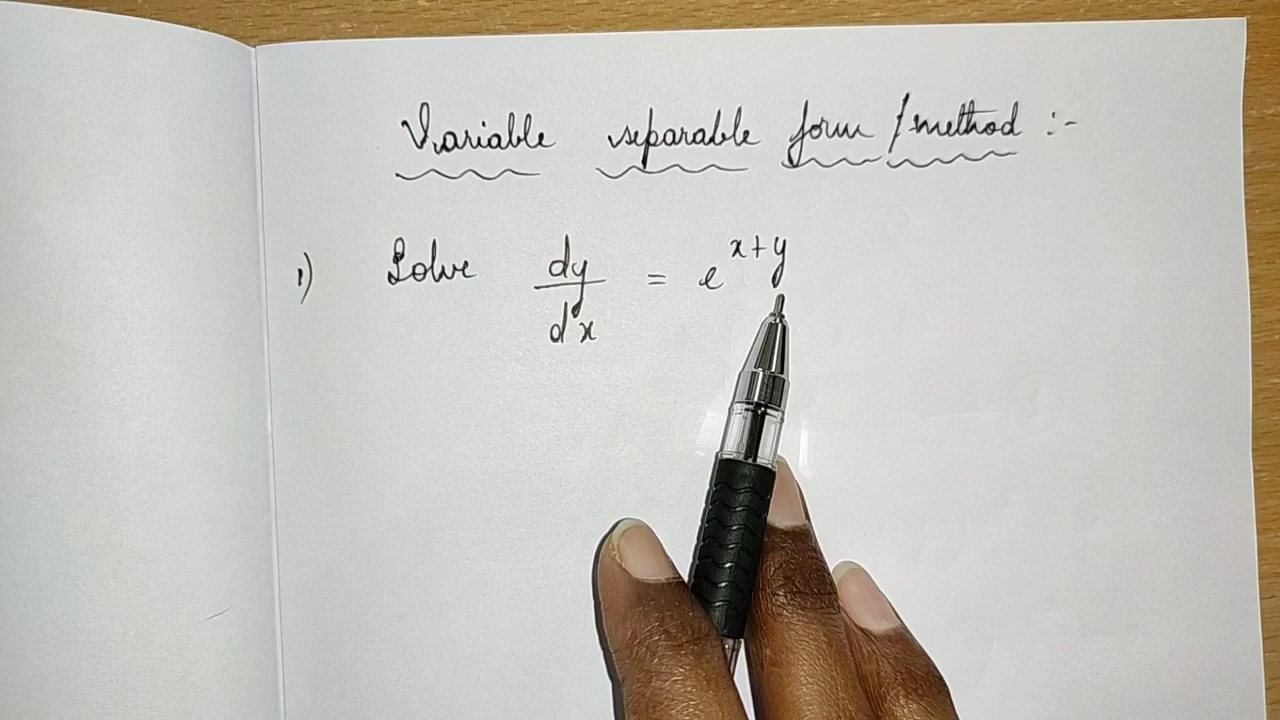 Variable separable form / method :-
1) Solve dy/dx = e^{x+y}